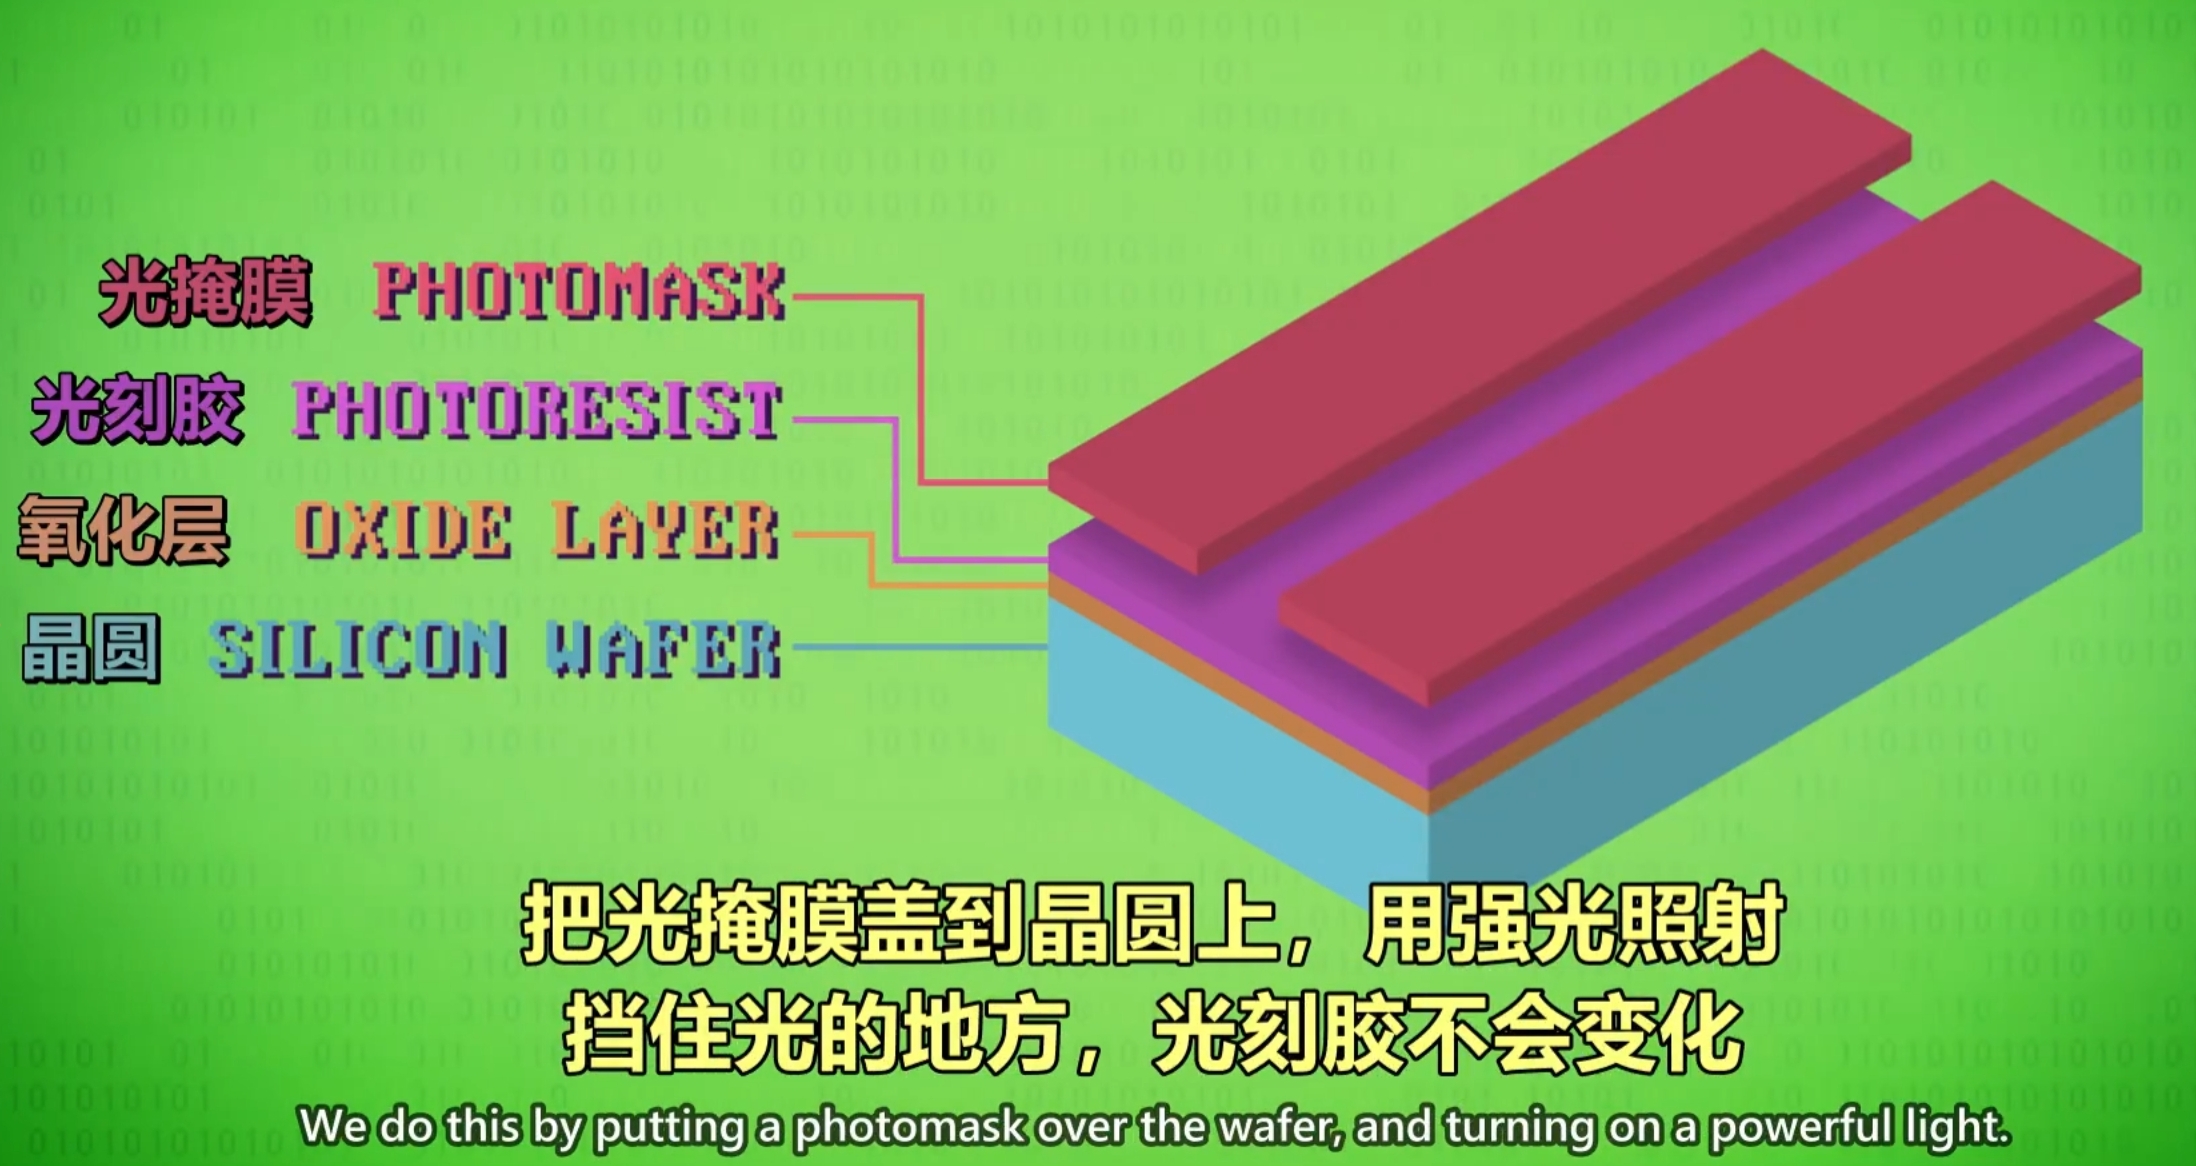 光掩膜 PHOTOMASK
光刻胶 PHOTORESIST
氧化层 OXIDE LAYER
晶圆 SILICON WAFER
把光掩膜盖到晶圆上，用强光照射
挡住光的地方，光刻胶不会变化
We do this by putting a photomask over the wafer, and turning on a powerful light.